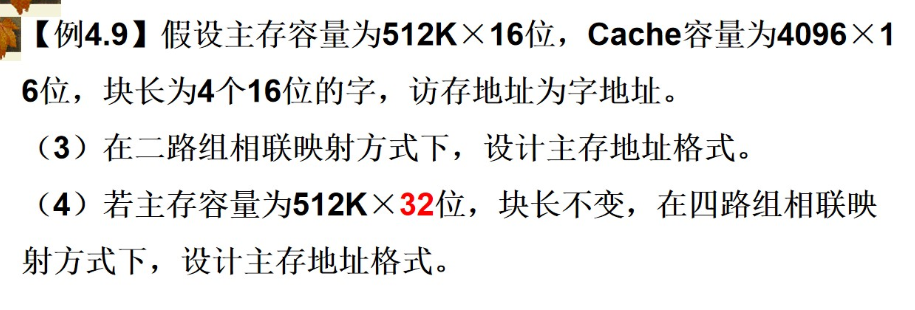 【例4.9】假设主存容量为512K×16位，Cache容量为4096×1
6位，块长为4个16位的字，访存地址为字地址。
（3）在二路组相联映射方式下，设计主存地址格式。
（4）若主存容量为512K×32位，块长不变，在四路组相联映
射方式下，设计主存地址格式。